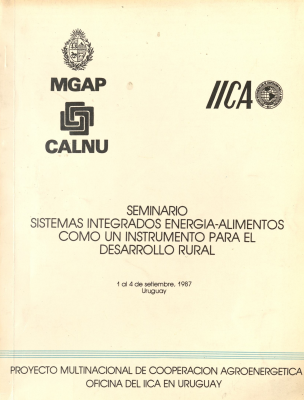 MGAP
CALNU
IICA
SEMINARIO
SISTEMAS INTEGRADOS ENERGIA-ALIMENTOS
COMO UN INSTRUMENTO PARA EL
DESARROLLO RURAL
1 al 4 de setiembre, 1987
Uruguay
PROYECTO MULTINACIONAL DE COOPERACION AGROENERGETICA
OFICINA DEL IICA EN URUGUAY